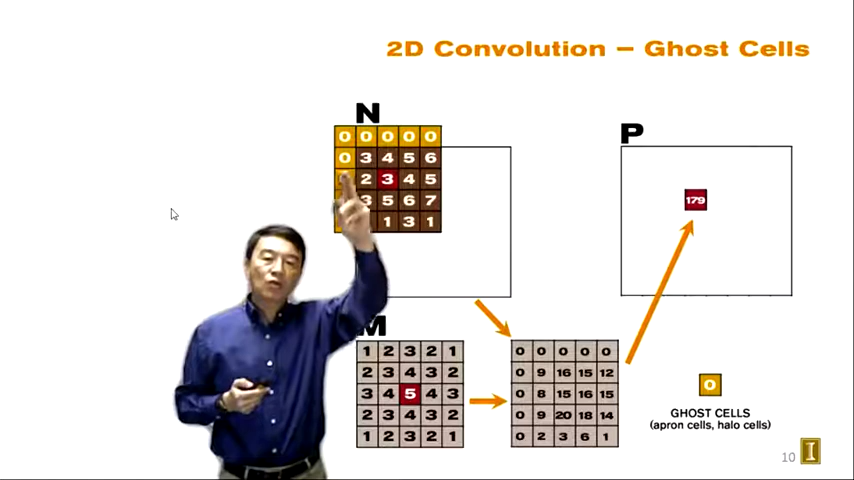 2D Convolution – Ghost Cells
N
0 0 0 0 0
0 3 4 5 6
2 3 4 5
3 5 6 7
1 3 1
P
179
M
1 2 3 2 1
2 3 4 3 2
3 4 5 4 3
2 3 4 3 2
1 2 3 2 1
0 0 0 0 0
0 9 16 15 12
0 8 15 16 15
0 9 20 18 14
0 2 3 6 1
0
GHOST CELLS
(apron cells, halo cells)
10 I